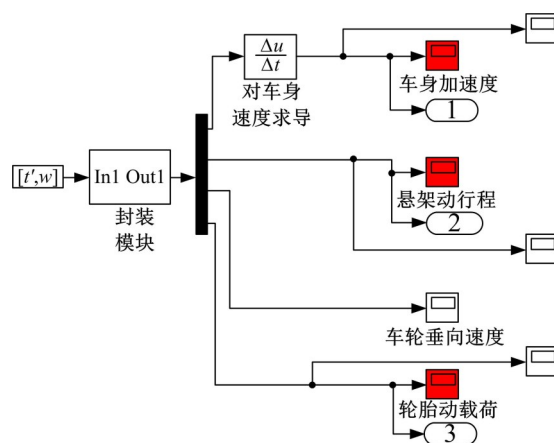 Δu
Δt
对车身
速度求导
车身加速度
1
[t',w]
In1 Out1
封装
模块
悬架动行程
2
车轮垂向速度
轮胎动载荷
3